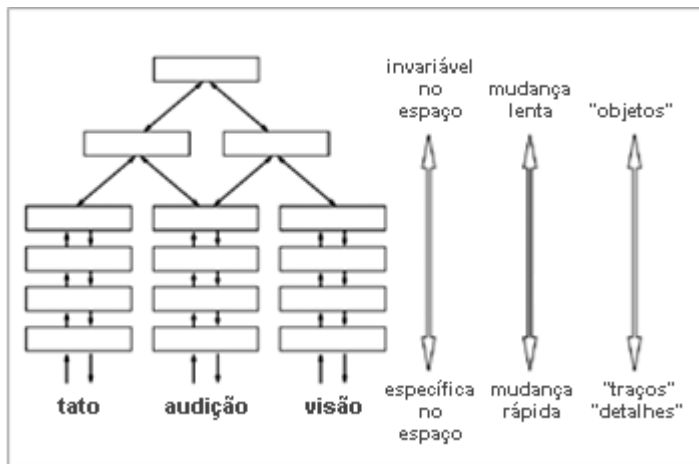 invariável
no
espaço
mudança
lenta
"objetos"
tato
audição
visão
específica
no
espaço
mudança
rápida
"traços"
"detalhes"